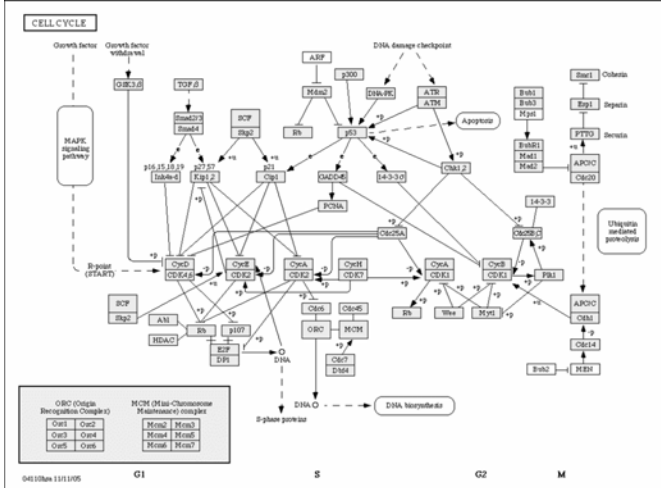 CELL CYCLE
Growth factor
Growth factor
withdrawal
DNA damage checkpoint
ARF
p300
GSK3β
TGFβ
Mdm2
DNA-PK
ATR
ATM
Smc1
Cohesin
Bub1
Bub3
Mps1
Esp1
Separin
Smad2/3
Smad4
SCF
Skp2
Rb
p53
Apoptosis
PTTG
Securin
MAPK
signaling
pathway
BubR1
Mad1
Mad2
APC/C
Cdc20
p16,15,18,19
Ink4a-d
p27,57
Kip1,2
p21
Cip1
GADD45
14-3-3-σ
Chk1,2
PCNA
14-3-3
Cdc25A
Cdc25B/C
Ubiquitin
mediated
proteolysis
R-point
(START)
CycD
CDK4,6
CycE
CDK2
CycA
CDK2
CycH
CDK7
CycA
CDK1
CycB
CDK1
Plk1
SCF
Skp2
Abl
HDAC
Rb
p107
E2F
DP1
Cdc6
Cdc45
ORC
MCM
Cdc7
Dbf4
Rb
Wee
Myt1
APC/C
Cdh1
Cdc14
Bub2
MEN
DNA
S-phase proteins
DNA
DNA biosynthesis
ORC (Origin
Recognition Complex)
MCM (Mini-Chromosome
Maintenance) complex
Orc1 Orc2
Orc3 Orc4
Orc5 Orc6
Mcm2 Mcm3
Mcm4 Mcm5
Mcm6 Mcm7
G1
S
G2
M
04110hsa 11/11/05